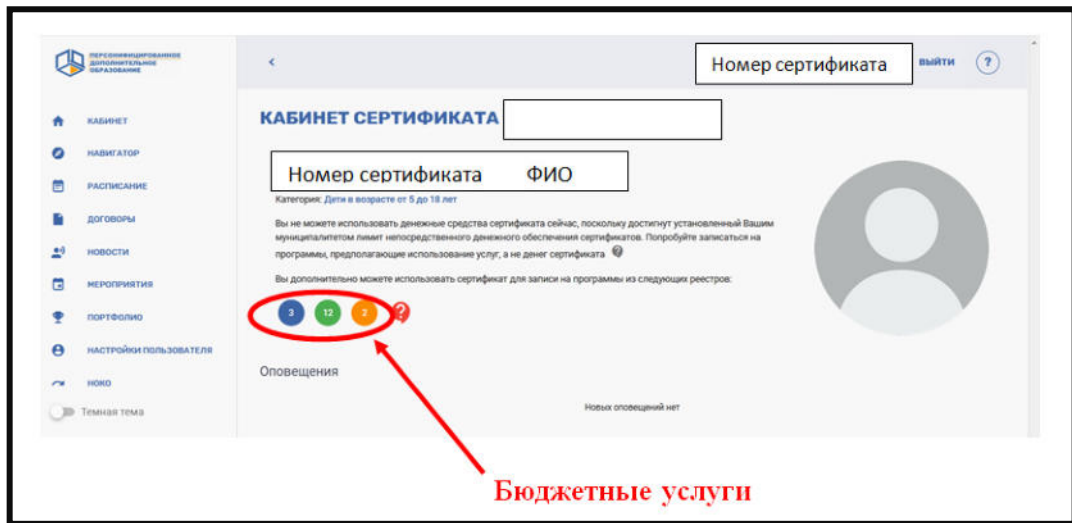 ПЕРСОНИФИЦИРОВАННОЕ
ДОПОЛНИТЕЛЬНОЕ
ОБРАЗОВАНИЕ
Номер сертификата
ВЫЙТИ
?
КАБИНЕТ
НАВИГАТОР
РАСПИСАНИЕ
ДОГОВОРЫ
НОВОСТИ
МЕРОПРИЯТИЯ
ПОРТФОЛИО
НАСТРОЙКИ ПОЛЬЗОВАТЕЛЯ
НОКО
Темная тема
КАБИНЕТ СЕРТИФИКАТА
Номер сертификата ФИО
Категория: Дети в возрасте от 5 до 18 лет
Вы не можете использовать денежные средства сертификата сейчас, поскольку достигнут установленный Вашим
муниципалитетом лимит непосредственного денежного обеспечения сертификатов. Попробуйте записаться на
программы, предполагающие использование услуг, а не денег сертификата ?
Вы дополнительно можете использовать сертификат для записи на программы из следующих реестров:
3 12 2 ?
Оповещения
Новых оповещений нет
Бюджетные услуги